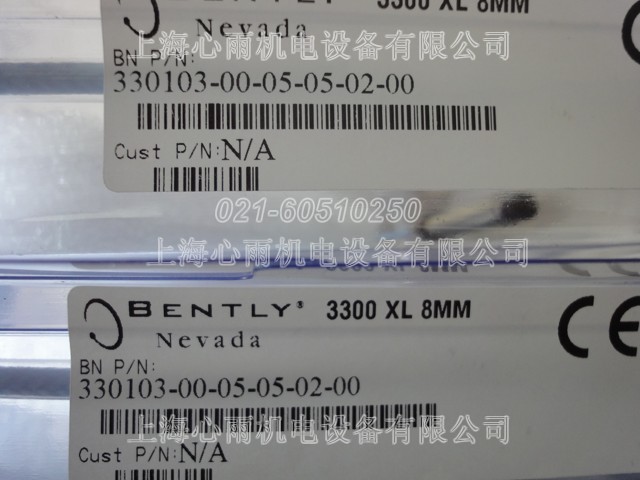 BENTLY 3300 XL 8MM
Nevada
上海心雨机电设备有限公司
BN P/N:
330103-00-05-05-02-00
Cust P/N: N/A
021-60510250
上海心雨机电设备有限公司
BENTLY® 3300 XL 8MM CE
Nevada
BN P/N:
330103-00-05-05-02-00
上海心雨机电设备有限公司
Cust P/N: N/A